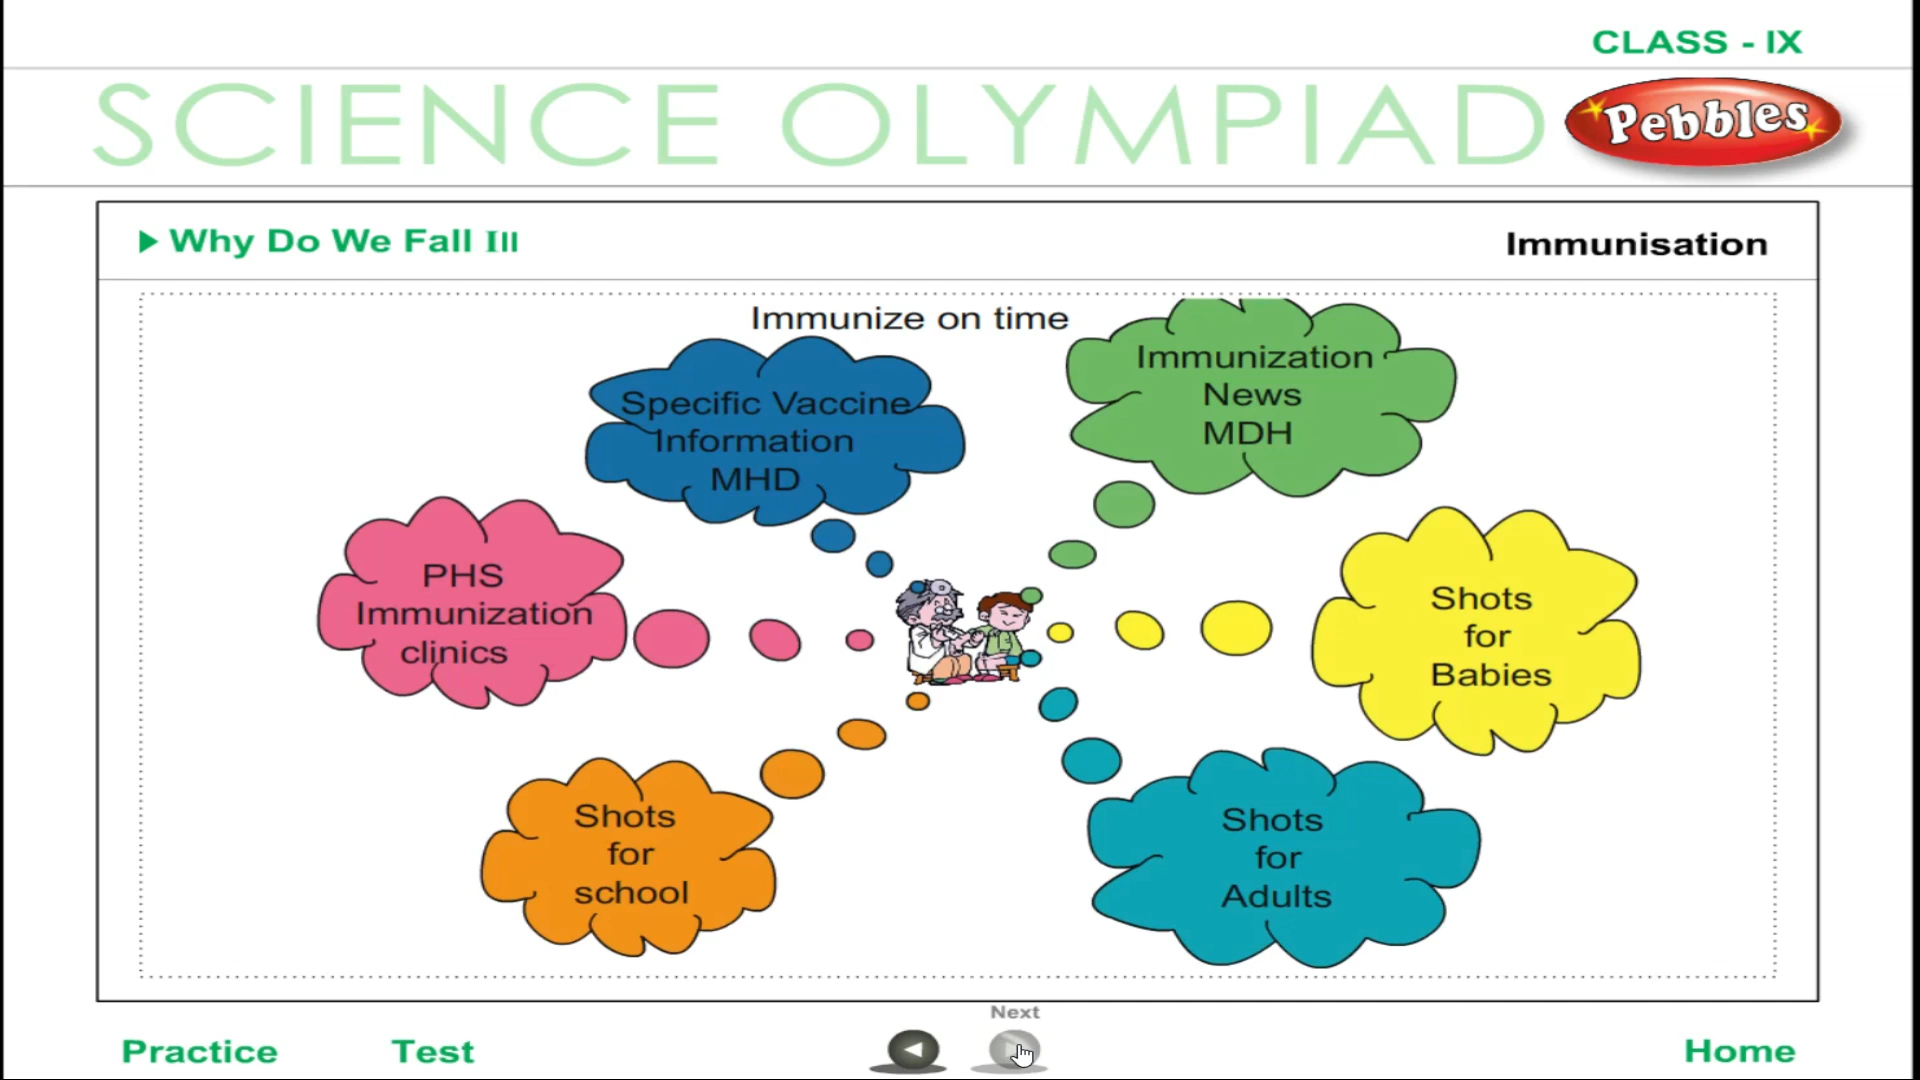 CLASS - IX
SCIENCE OLYMPIAD
Pebbles
Why Do We Fall Ill
Immunisation
Immunize on time
Specific Vaccine
Information
MHD
Immunization
News
MDH
PHS
Immunization
clinics
Shots
for
Babies
Shots
for
school
Shots
for
Adults
Next
Practice
Test
Home